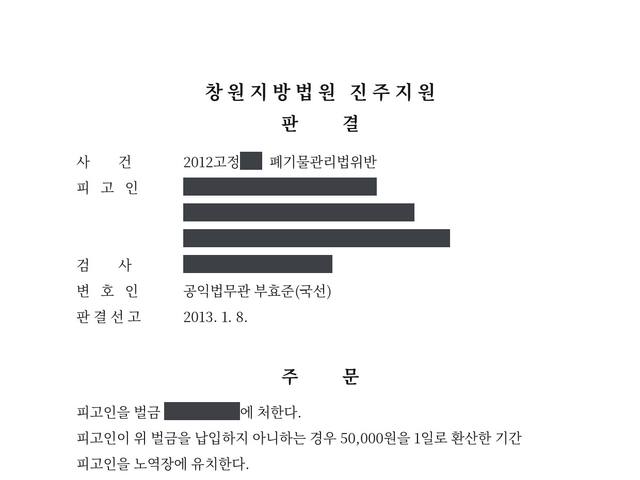 창원지방법원 진주지원
판 결
사 건 2012고정 폐기물관리법위반
피 고 인
검 사
변 호 인 공익법무관 부효준(국선)
판결선고 2013. 1. 8.
주 문
피고인을 벌금 에 처한다.
피고인이 위 벌금을 납입하지 아니하는 경우 50,000원을 1일로 환산한 기간
피고인을 노역장에 유치한다.